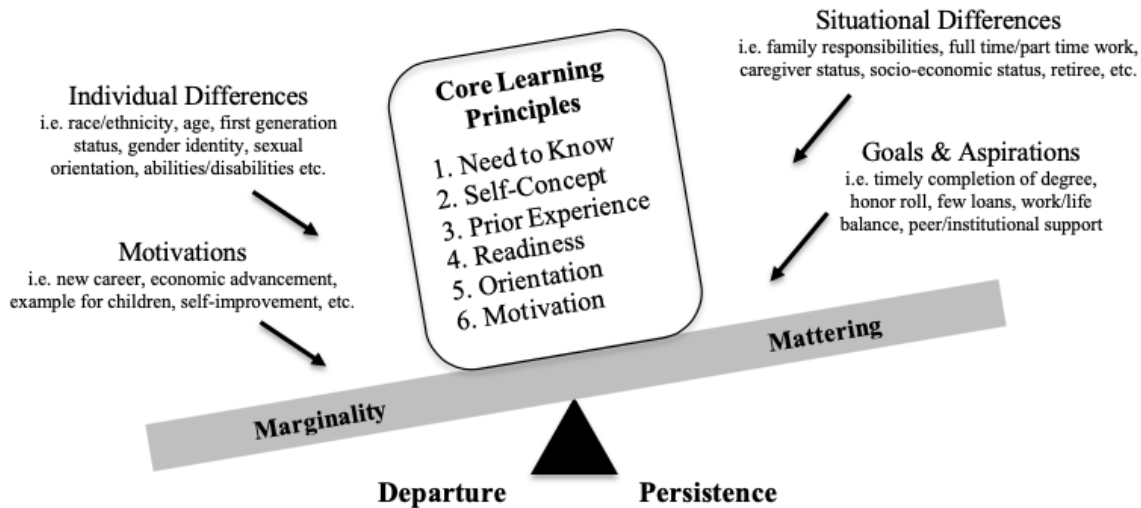 Individual Differences
i.e. race/ethnicity, age, first generation
status, gender identity, sexual
orientation, abilities/disabilities etc.
Motivations
i.e. new career, economic advancement,
example for children, self-improvement, etc.
Core Learning
Principles
1. Need to Know
2. Self-Concept
3. Prior Experience
4. Readiness
5. Orientation
6. Motivation
Situational Differences
i.e. family responsibilities, full time/part time work,
caregiver status, socio-economic status, retiree, etc.
Goals & Aspirations
i.e. timely completion of degree,
honor roll, few loans, work/life
balance, peer/institutional support
Marginality
Mattering
Departure
Persistence